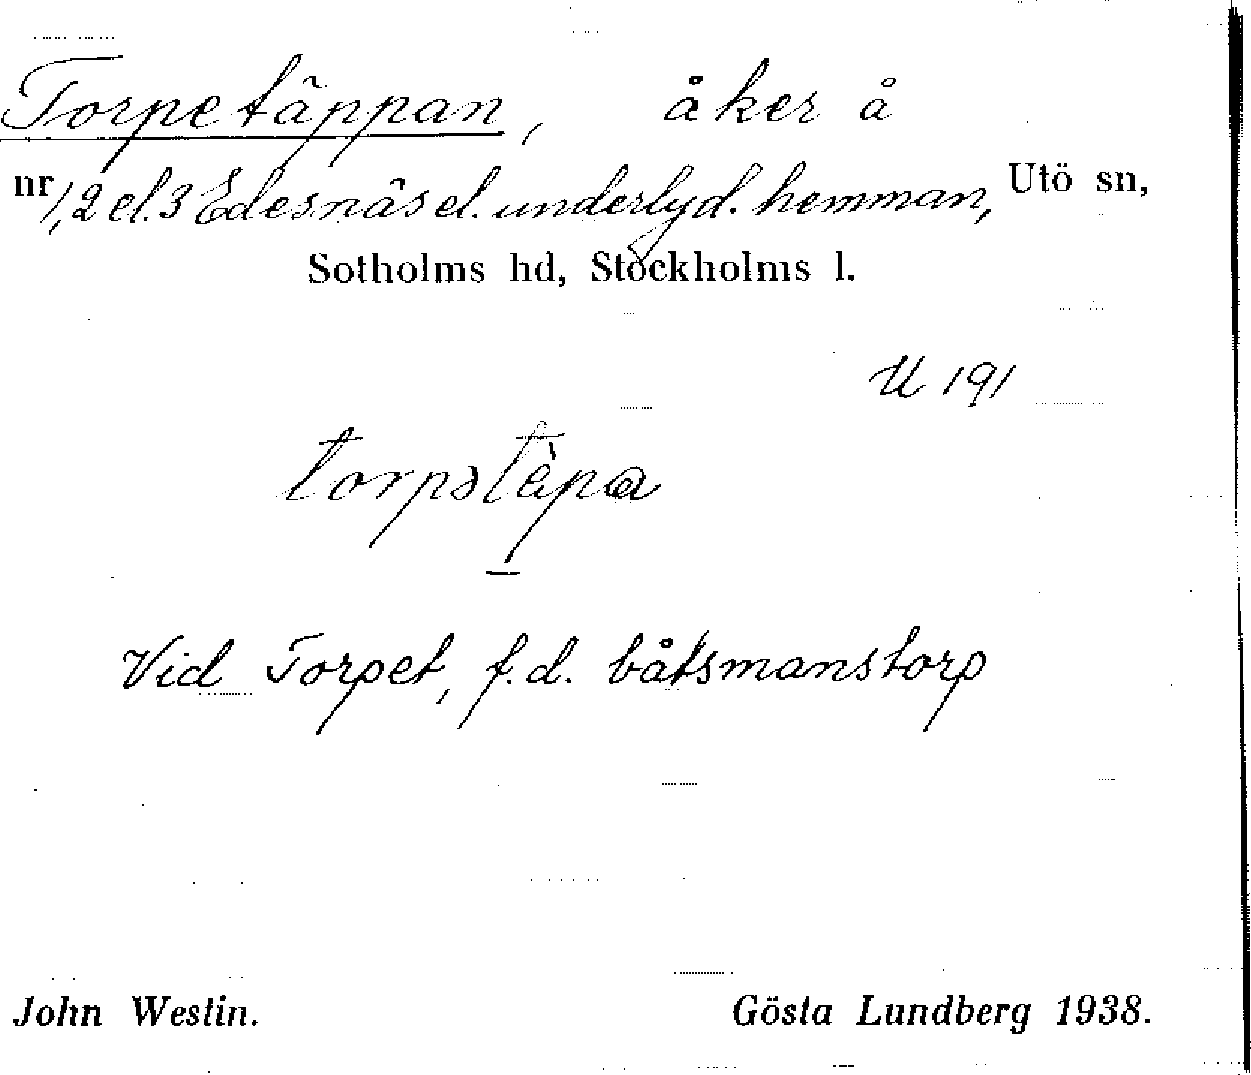 Torpetäppan, åker å
nr 1, 2 el. 3 Edesnäs el. underlyd. hemman, Utö sn,
Sotholms hd, Stockholms l.
U 191
torpətäpa
Vid Torpet, f.d. båtsmanstorp
John Westin. Gösta Lundberg 1938.